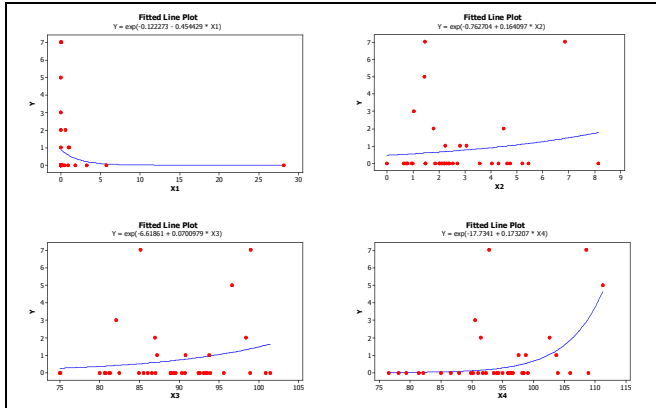 Fitted Line Plot
Y = exp(-0.122273 - 0.454429 * X1)
7
6
5
4
3
2
1
0
Y
0 5 10 15 20 25 30
X1
Fitted Line Plot
Y = exp(-0.762704 + 0.164097 * X2)
7
6
5
4
3
2
1
0
Y
0 1 2 3 4 5 6 7 8 9
X2
Fitted Line Plot
Y = exp(-6.61861 + 0.0700979 * X3)
7
6
5
4
3
2
1
0
Y
75 80 85 90 95 100 105
X3
Fitted Line Plot
Y = exp(-17.7341 + 0.173207 * X4)
7
6
5
4
3
2
1
0
Y
75 80 85 90 95 100 105 110 115
X4